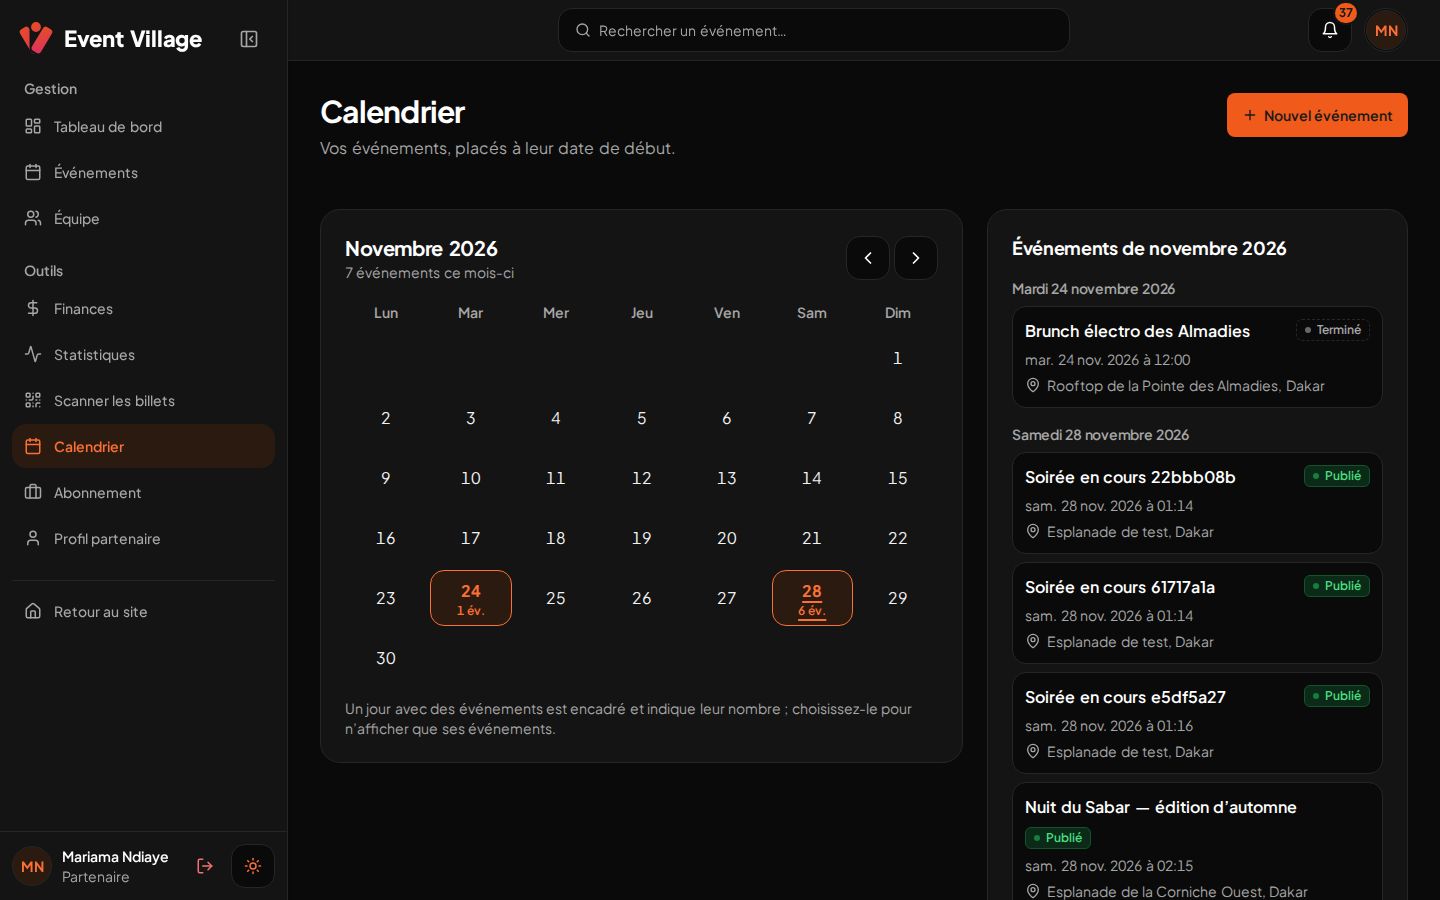 Event Village
Gestion
Tableau de bord
Événements
Équipe
Outils
Finances
Statistiques
Scanner les billets
Calendrier
Abonnement
Profil partenaire
Retour au site
MN
Mariama Ndiaye
Partenaire
Rechercher un événement...
37
MN
Calendrier
Vos événements, placés à leur date de début.
Nouvel événement
Novembre 2026
7 événements ce mois-ci
Lun Mar Mer Jeu Ven Sam Dim
1
2 3 4 5 6 7 8
9 10 11 12 13 14 15
16 17 18 19 20 21 22
23 24 25 26 27 28 29
1 év. 6 év.
30
Un jour avec des événements est encadré et indique leur nombre ; choisissez-le pour
n’afficher que ses événements.
Événements de novembre 2026
Mardi 24 novembre 2026
Brunch électro des Almadies Terminé
mar. 24 nov. 2026 à 12:00
Rooftop de la Pointe des Almadies, Dakar
Samedi 28 novembre 2026
Soirée en cours 22bbb08b Publié
sam. 28 nov. 2026 à 01:14
Esplanade de test, Dakar
Soirée en cours 61717a1a Publié
sam. 28 nov. 2026 à 01:14
Esplanade de test, Dakar
Soirée en cours e5df5a27 Publié
sam. 28 nov. 2026 à 01:16
Esplanade de test, Dakar
Nuit du Sabar — édition d’automne
Publié
sam. 28 nov. 2026 à 02:15
Esplanade de la Corniche Ouest, Dakar